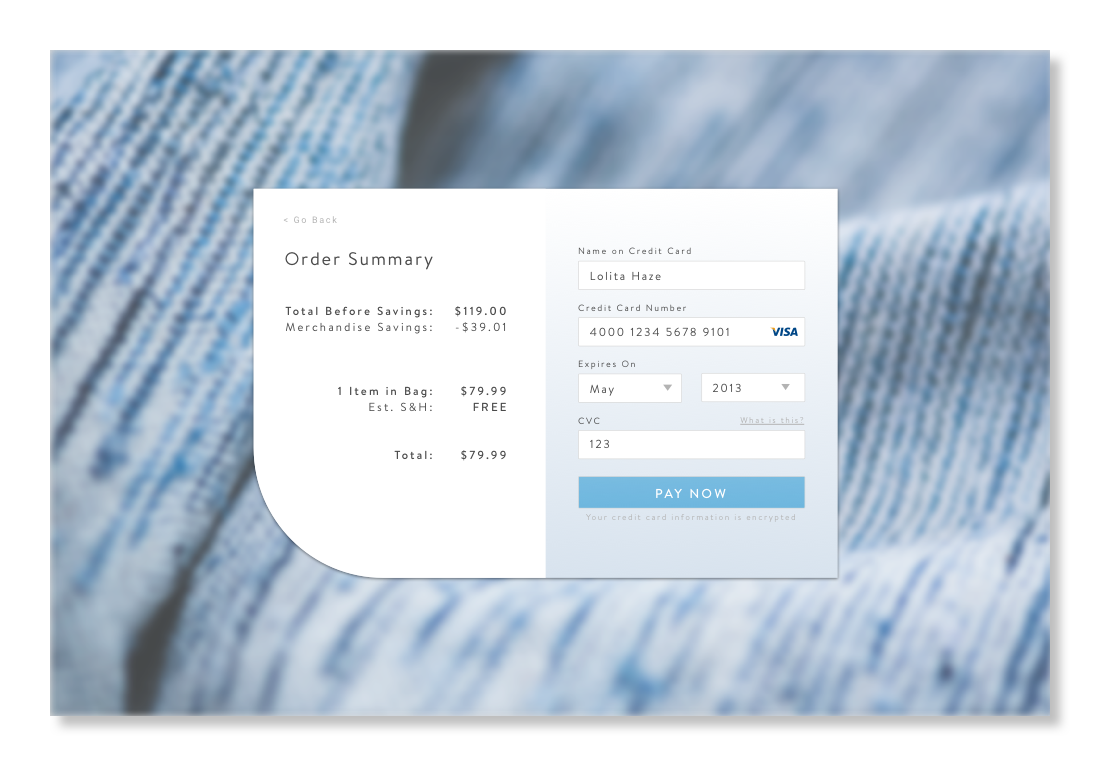 < Go Back
Order Summary
Total Before Savings: $119.00
Merchandise Savings: -$39.01
1 Item in Bag: $79.99
Est. S&H: FREE
Total: $79.99
Name on Credit Card
Lolita Haze
Credit Card Number
4000 1234 5678 9101 VISA
Expires On
May 2013
CVC What is this?
123
PAY NOW
Your credit card information is encrypted